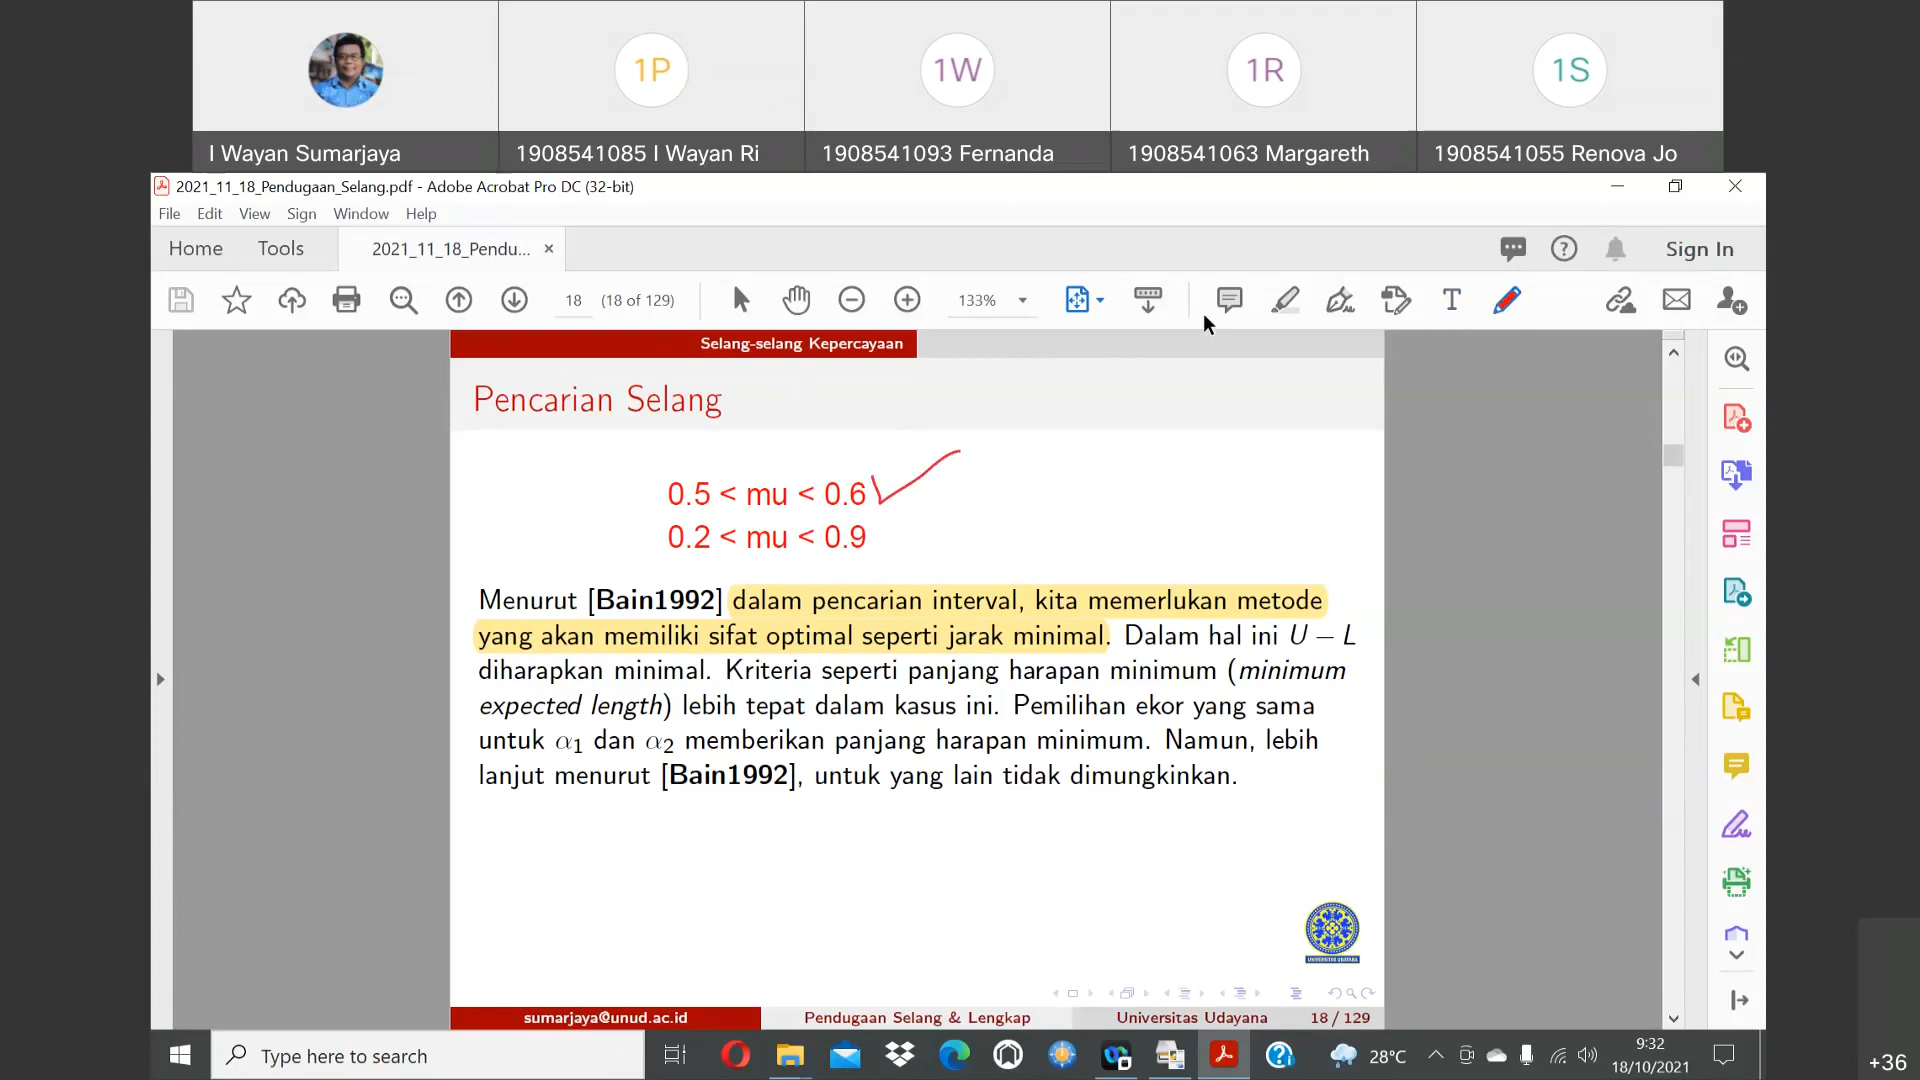 1P
1W
1R
1S
I Wayan Sumarjaya
1908541085 I Wayan Ri
1908541093 Fernanda
1908541063 Margareth
1908541055 Renova Jo
2021_11_18_Pendugaan_Selang.pdf - Adobe Acrobat Pro DC (32-bit)
File Edit View Sign Window Help
Home Tools 2021_11_18_Pendu... × Sign In
18 (18 of 129) 133%
Selang-selang Kepercayaan
Pencarian Selang
0.5 < mu < 0.6
0.2 < mu < 0.9
Menurut [Bain1992] dalam pencarian interval, kita memerlukan metode
yang akan memiliki sifat optimal seperti jarak minimal. Dalam hal ini U − L
diharapkan minimal. Kriteria seperti panjang harapan minimum (minimum
expected length) lebih tepat dalam kasus ini. Pemilihan ekor yang sama
untuk α₁ dan α₂ memberikan panjang harapan minimum. Namun, lebih
lanjut menurut [Bain1992], untuk yang lain tidak dimungkinkan.
UNIVERSITAS UDAYANA
sumarjaya@unud.ac.id Pendugaan Selang & Lengkap Universitas Udayana 18 / 129
Type here to search
28°C
9:32
18/10/2021
+36